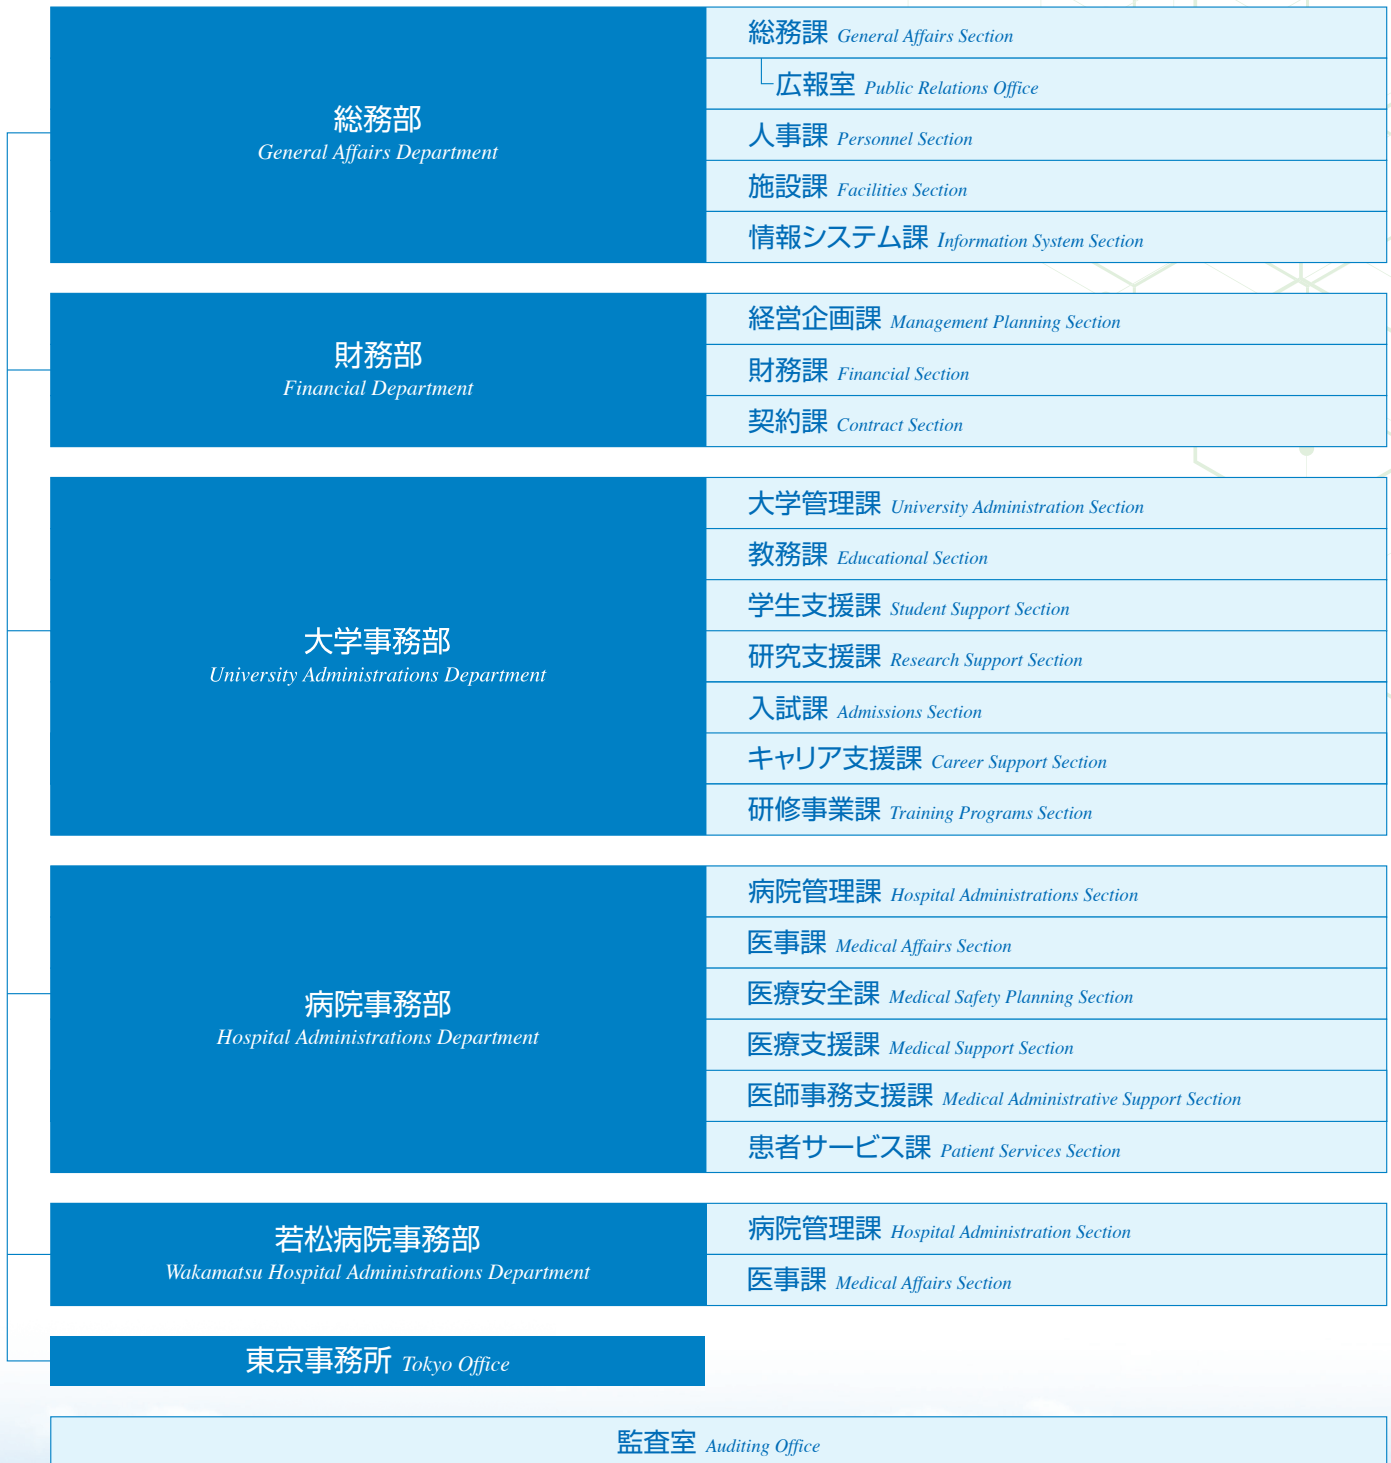 総務部
General Affairs Department
総務課 General Affairs Section
広報室 Public Relations Office
人事課 Personnel Section
施設課 Facilities Section
情報システム課 Information System Section
財務部
Financial Department
経営企画課 Management Planning Section
財務課 Financial Section
契約課 Contract Section
大学事務部
University Administrations Department
大学管理課 University Administration Section
教務課 Educational Section
学生支援課 Student Support Section
研究支援課 Research Support Section
入試課 Admissions Section
キャリア支援課 Career Support Section
研修事業課 Training Programs Section
病院事務部
Hospital Administrations Department
病院管理課 Hospital Administrations Section
医事課 Medical Affairs Section
医療安全課 Medical Safety Planning Section
医療支援課 Medical Support Section
医師事務支援課 Medical Administrative Support Section
患者サービス課 Patient Services Section
若松病院事務部
Wakamatsu Hospital Administrations Department
病院管理課 Hospital Administration Section
医事課 Medical Affairs Section
東京事務所 Tokyo Office
監査室 Auditing Office